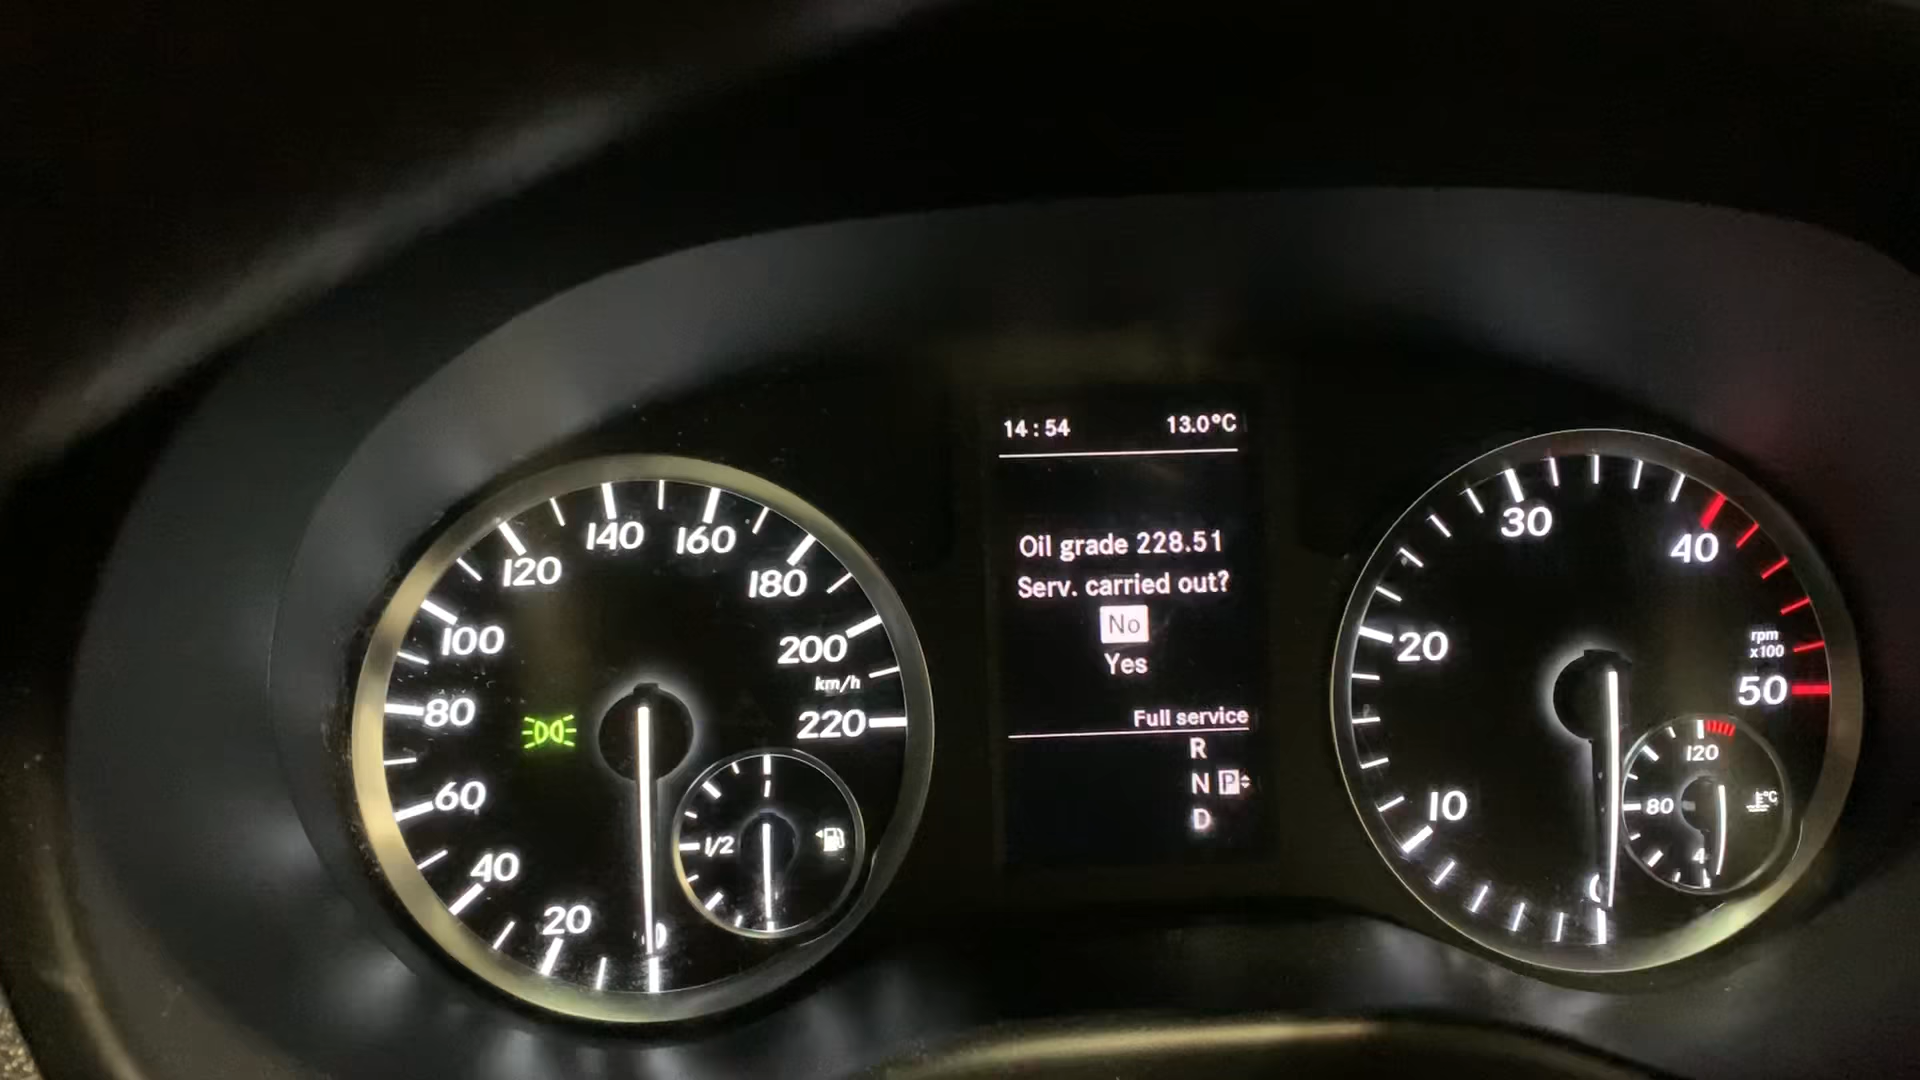 14:54 13.0°C
Oil grade 228.51
Serv. carried out?
No
Yes
Full service
R
N P
D
140
160
120
180
100
200
km/h
80
220
60
1/2
40
20
0
30
40
20
rpm
x100
50
120
10
80
°C
4